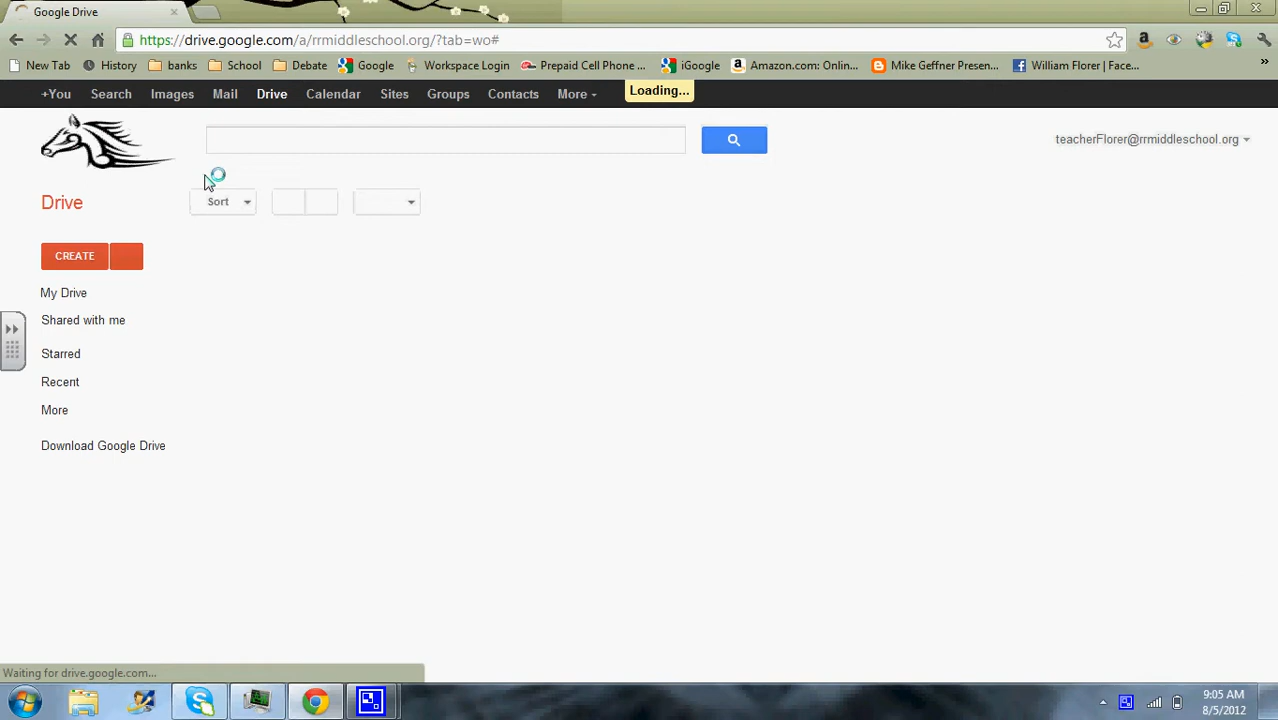 Google Drive
https://drive.google.com/a/rrmiddleschool.org/?tab=wo#
New Tab History banks School Debate Google Workspace Login Prepaid Cell Phone ... iGoogle Amazon.com: Onlin... Mike Geffner Presen... William Florer | Face... »
+You Search Images Mail Drive Calendar Sites Groups Contacts More Loading...
teacherFlorer@rrmiddleschool.org
Drive Sort
CREATE
My Drive
Shared with me
Starred
Recent
More
Download Google Drive
Waiting for drive.google.com...
9:05 AM
8/5/2012